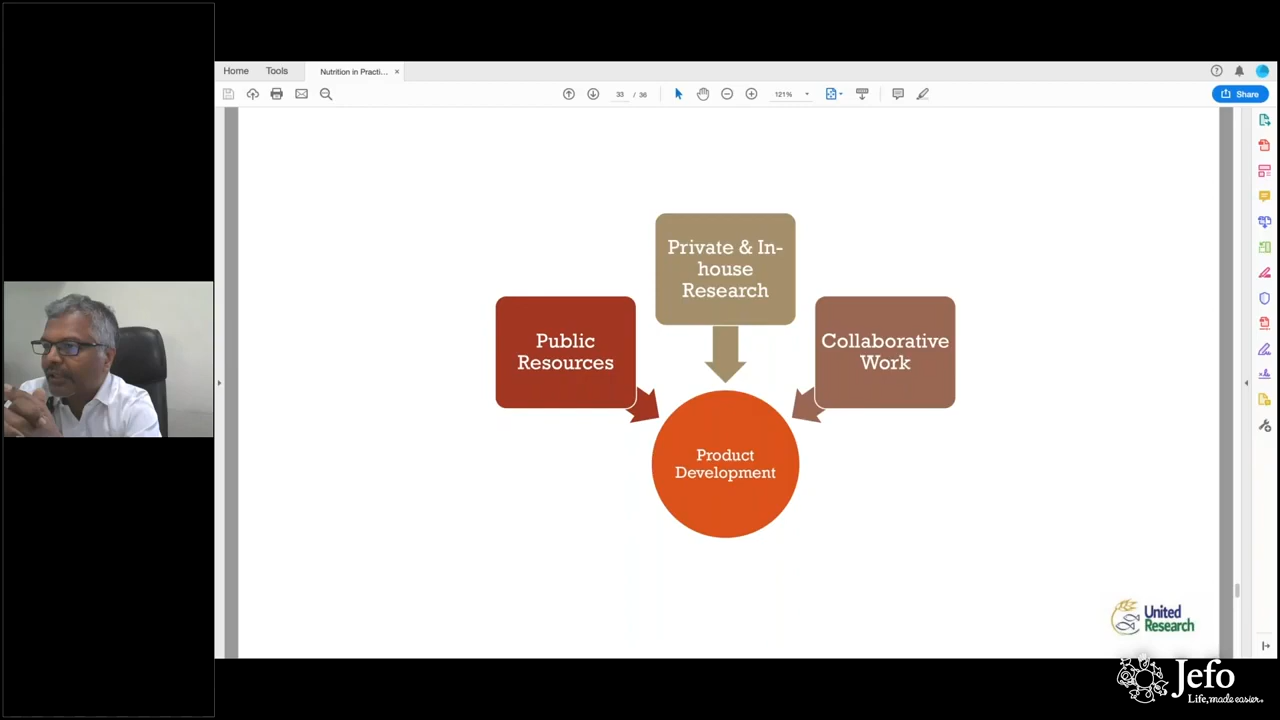 Home
Tools
Nutrition in Practi...
33 / 36
121%
Share
Private & In-
house
Research
Public
Resources
Collaborative
Work
Product
Development
United
Research
Jefo
Life, made easier.